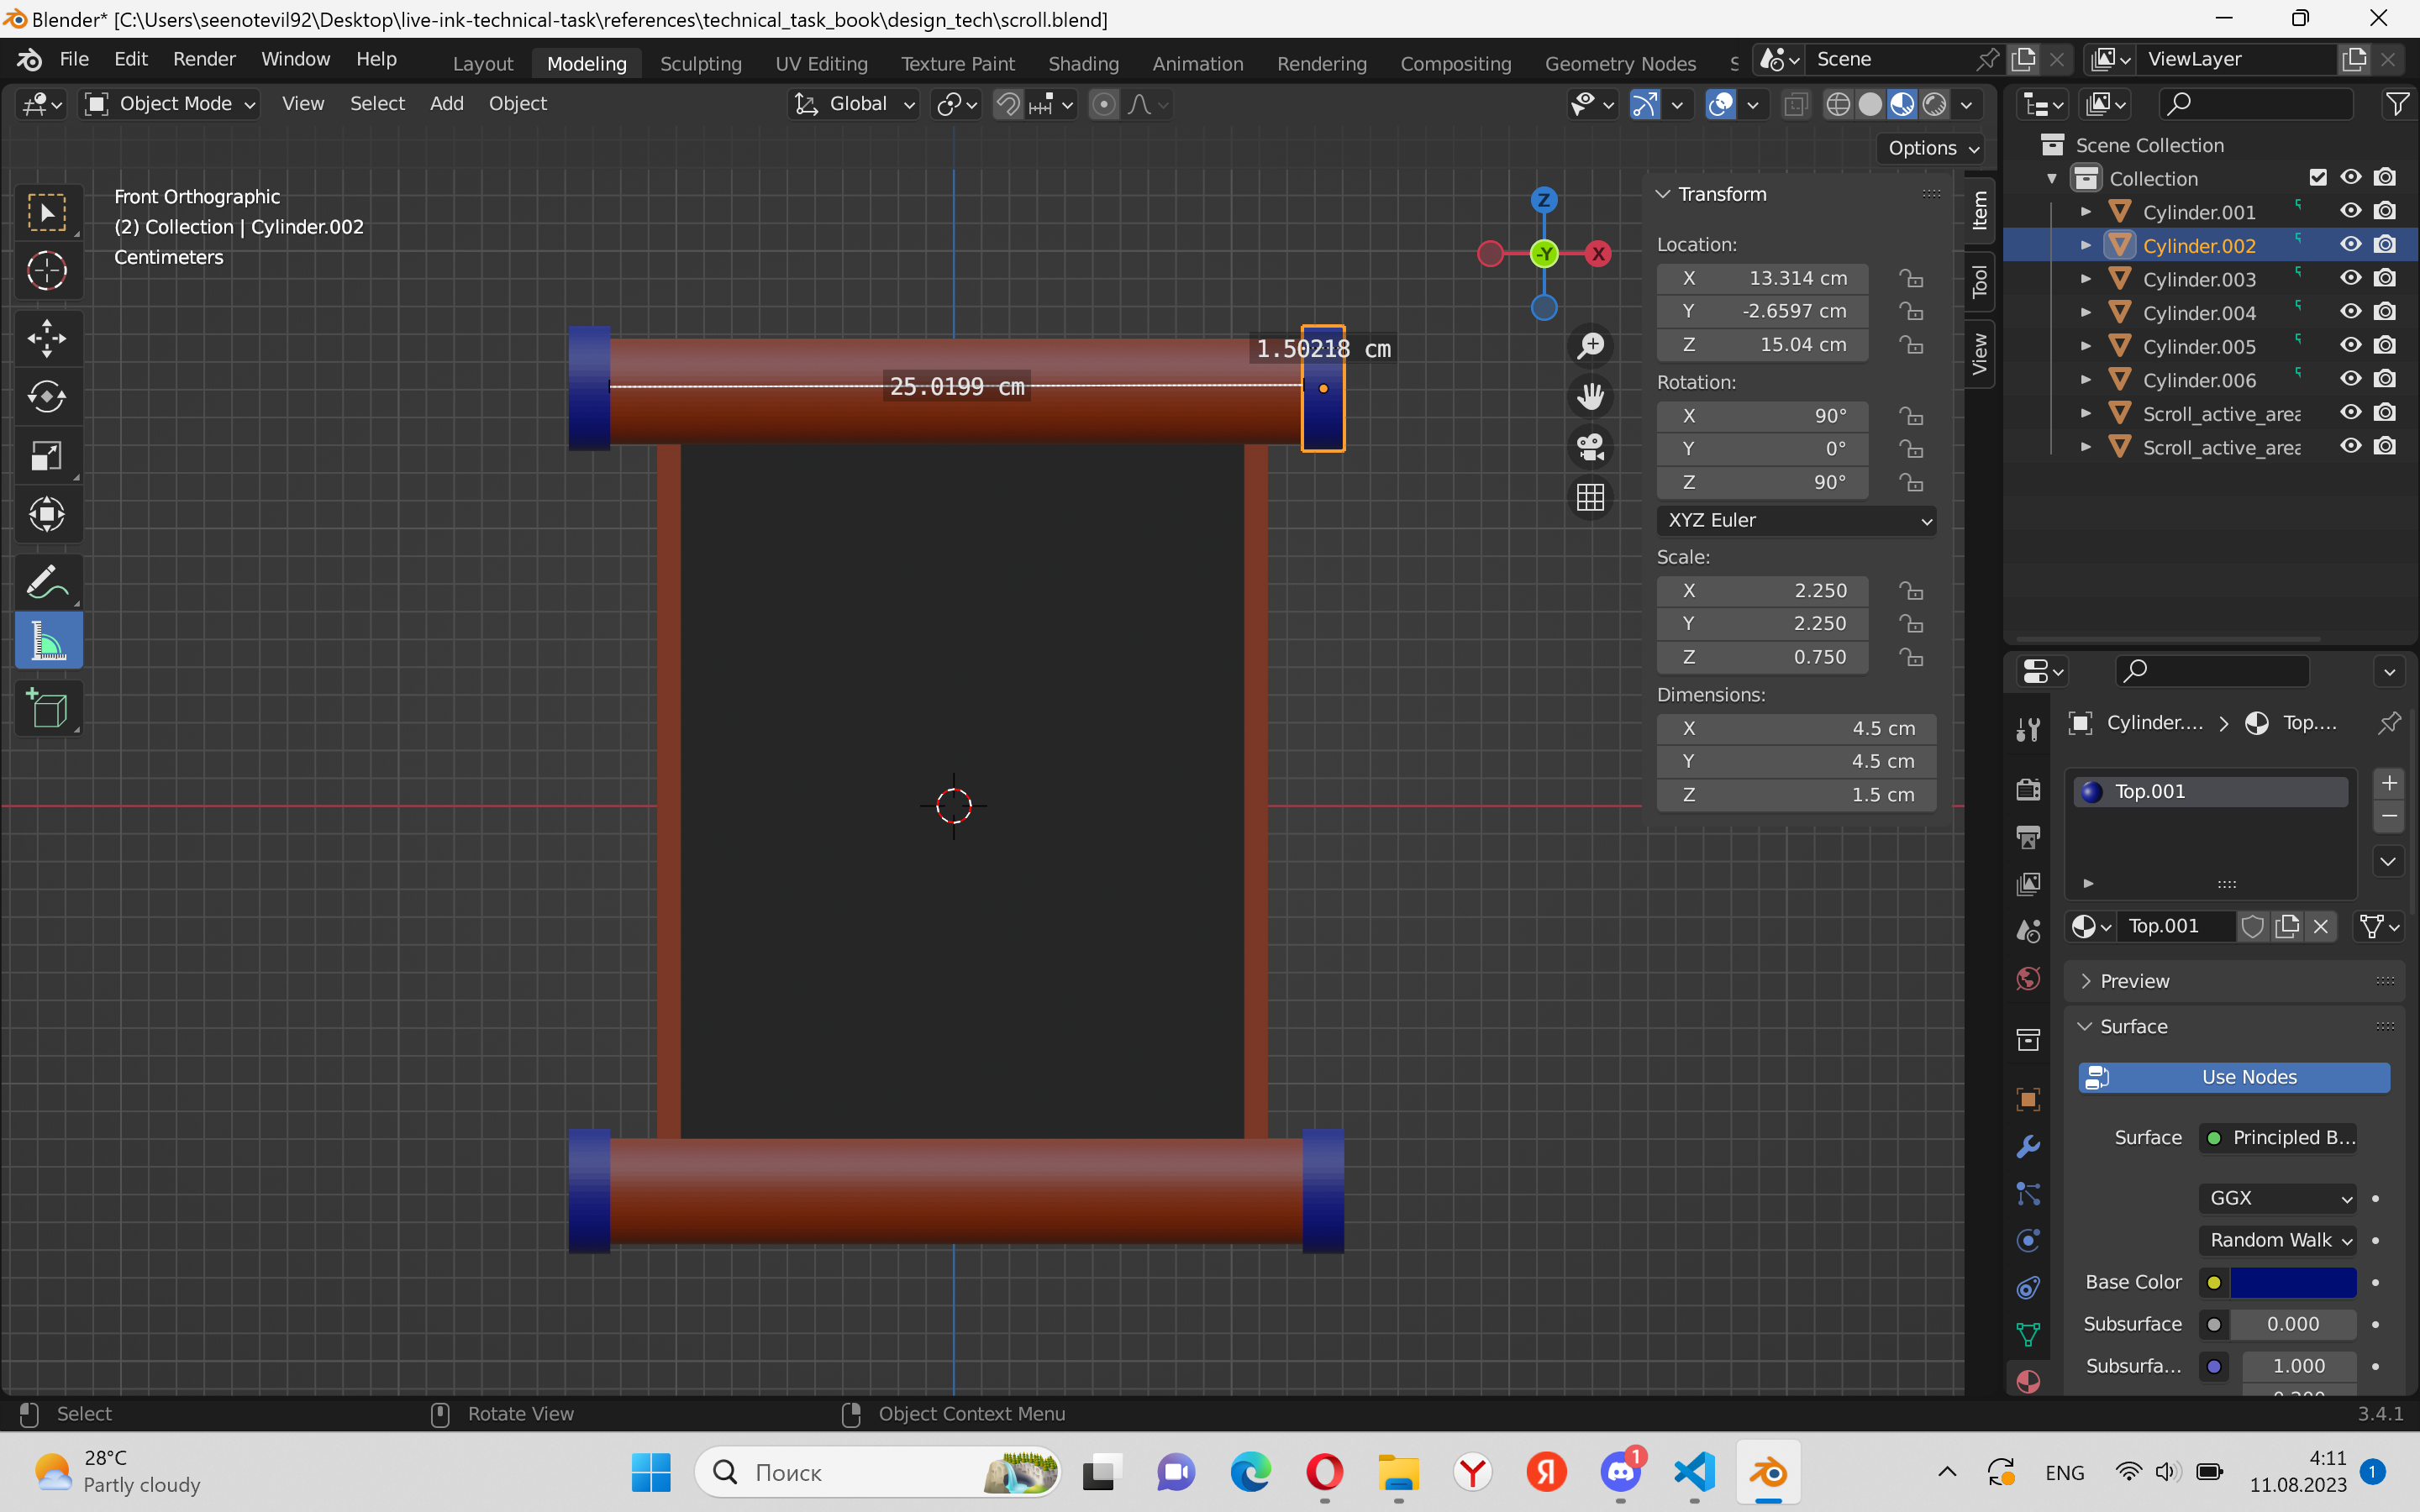 Blender* [C:\Users\seenotevil92\Desktop\live-ink-technical-task\references\technical_task_book\design_tech\scroll.blend]
File Edit Render Window Help Layout Modeling Sculpting UV Editing Texture Paint Shading Animation Rendering Compositing Geometry Nodes Scene ViewLayer
Object Mode View Select Add Object Global
Options
Front Orthographic
(2) Collection | Cylinder.002
Centimeters
Z
-Y
X
1.50218 cm
25.0199 cm
Transform
Location:
X 13.314 cm
Y -2.6597 cm
Z 15.04 cm
Rotation:
X 90°
Y 0°
Z 90°
XYZ Euler
Scale:
X 2.250
Y 2.250
Z 0.750
Dimensions:
X 4.5 cm
Y 4.5 cm
Z 1.5 cm
Item
Tool
View
Scene Collection
Collection
Cylinder.001
Cylinder.002
Cylinder.003
Cylinder.004
Cylinder.005
Cylinder.006
Scroll_active_area
Scroll_active_area
Cylinder.... Top....
Top.001
Top.001
Preview
Surface
Use Nodes
Surface Principled B...
GGX
Random Walk
Base Color
Subsurface 0.000
Subsurfa... 1.000
Select Rotate View Object Context Menu 3.4.1
28°C
Partly cloudy
Поиск
1
ENG
4:11
11.08.2023
1